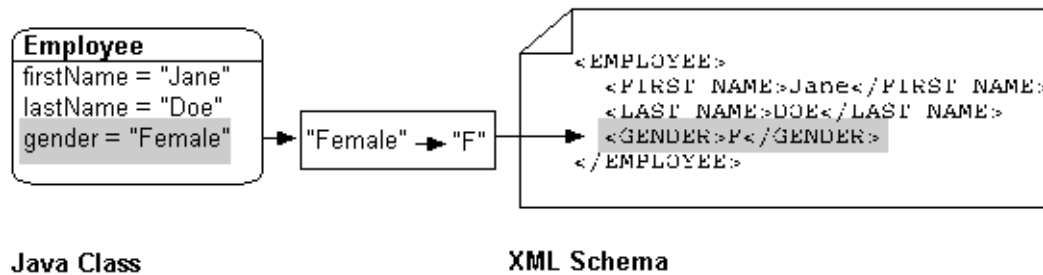 Employee
firstName = "Jane"
lastName = "Doe"
gender = "Female"
"Female" "F"
<EMPLOYEE>
<FIRST NAME>Jane</FIRST NAME>
<LAST NAME>DOE</LAST NAME>
<GENDER>F</GENDER>
</EMPLOYEE>
Java Class
XML Schema